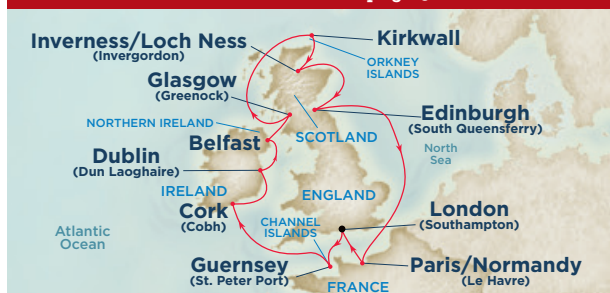 Inverness/Loch Ness
(Invergordon)
Kirkwall
ORKNEY
ISLANDS
Glasgow
(Greenock)
Edinburgh
(South Queensferry)
NORTHERN IRELAND
SCOTLAND
Belfast
North
Sea
Dublin
(Dun Laoghaire)
IRELAND
ENGLAND
Cork
(Cobh)
CHANNEL
ISLANDS
London
(Southampton)
Atlantic
Ocean
Guernsey
(St. Peter Port)
Paris/Normandy
(Le Havre)
FRANCE